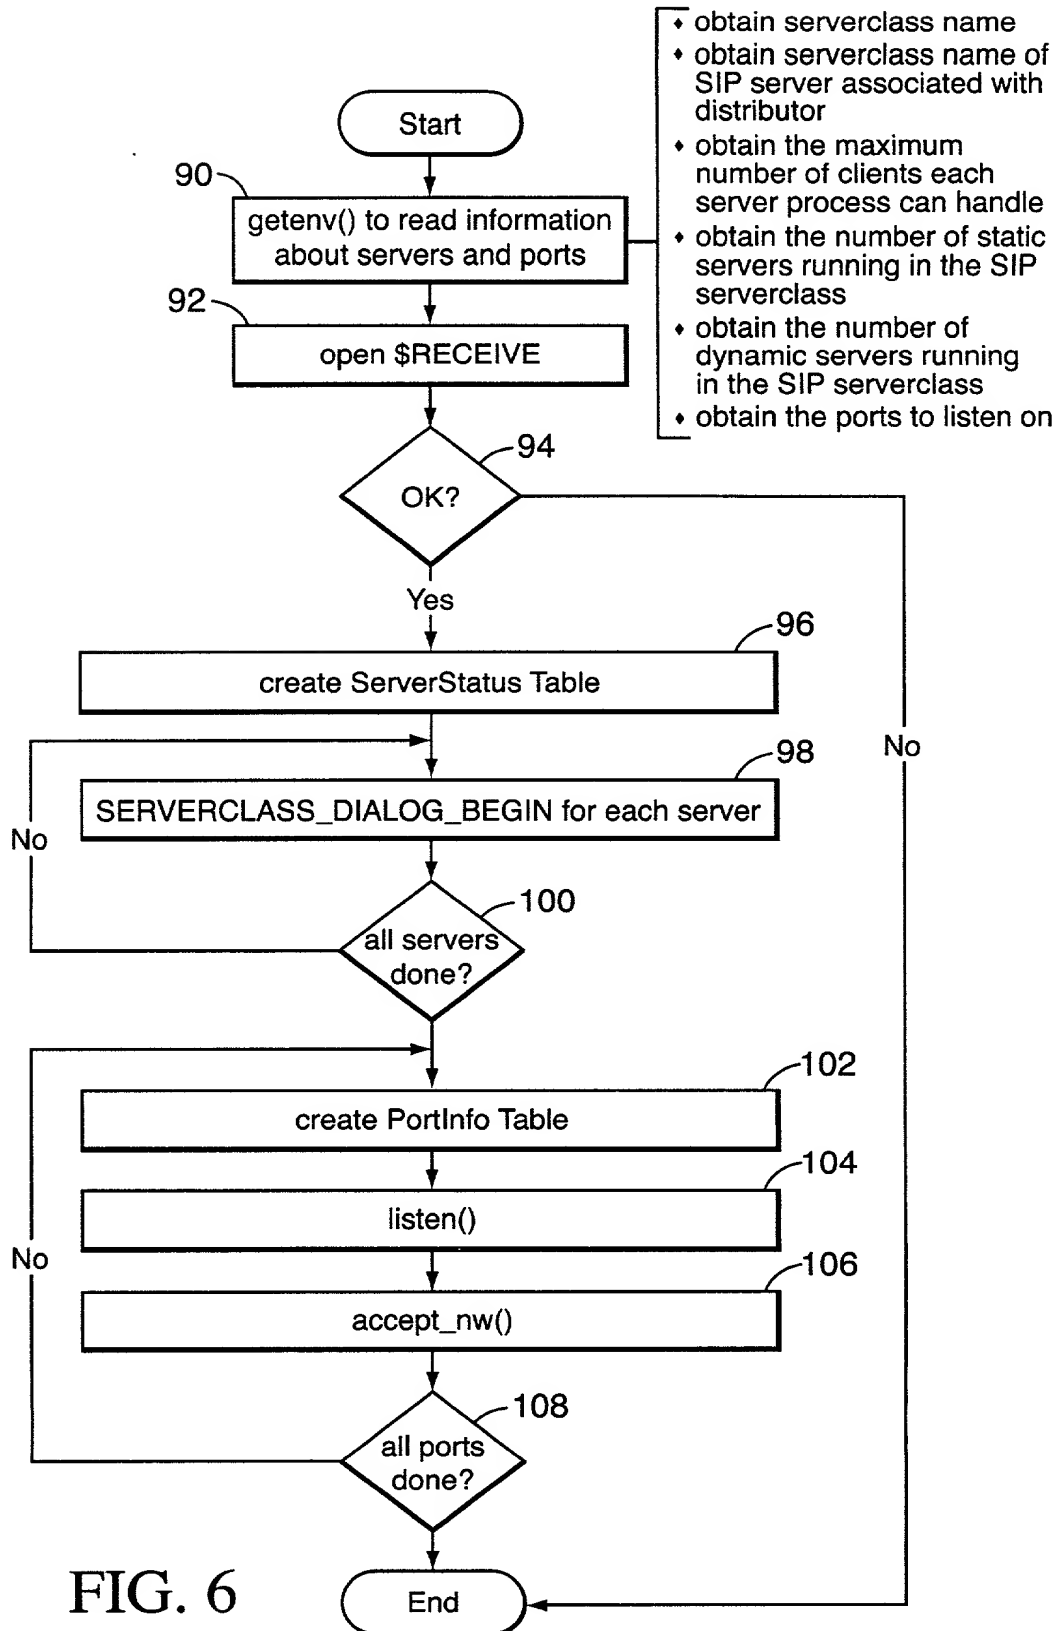 ♦ obtain serverclass name
♦ obtain serverclass name of
SIP server associated with
distributor
♦ obtain the maximum
number of clients each
server process can handle
♦ obtain the number of static
servers running in the SIP
serverclass
♦ obtain the number of
dynamic servers running
in the SIP serverclass
♦ obtain the ports to listen on
Start
90
getenv() to read information
about servers and ports
92
open $RECEIVE
94
OK?
Yes
No
96
create ServerStatus Table
98
SERVERCLASS_DIALOG_BEGIN for each server
No
100
all servers
done?
102
create PortInfo Table
104
listen()
No
106
accept_nw()
108
all ports
done?
End
FIG. 6